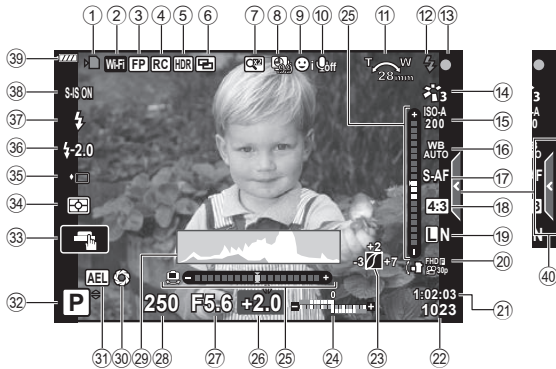 ① ② ③ ④ ⑤ ⑥ ⑦ ⑧ ⑨ ⑩ ㉕ ⑪ ⑫ ⑬
㊴ Wi-Fi FP RC HDR i off T W
28mm
㊳ S-IS ON 3 ⑭
ISO-A
200 ⑮
㊲
WB
AUTO ⑯
㊱ -2.0
S-AF ⑰
㉟
㉞ 4:3 ⑱
㉝ L N ⑲
+2
-3 +7
FHD F
30p ⑳
㊵
AEL
㉜ P 250 F5.6 +2.0 0 1:02:03 ㉑
1023
㉛ ㉚ ㉙ ㉘ ㉗ ㉖ ㉕ ㉔ ㉓ ㉒